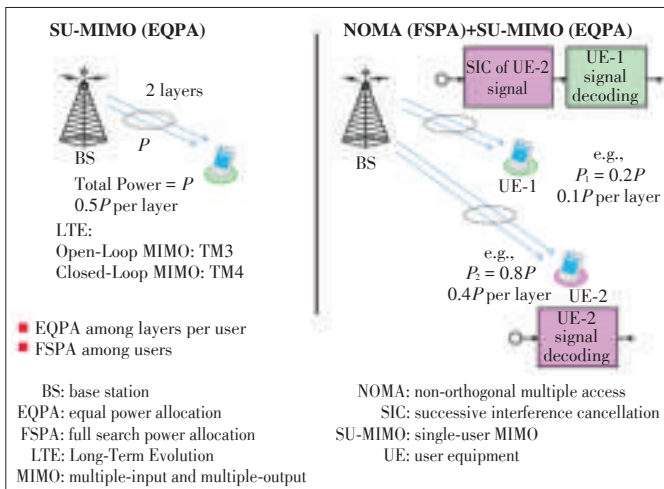 SU-MIMO (EQPA)
2 layers
P
BS
Total Power = P
0.5P per layer
LTE:
Open-Loop MIMO: TM3
Closed-Loop MIMO: TM4
EQPA among layers per user
FSPA among users
NOMA (FSPA)+SU-MIMO (EQPA)
SIC of UE-2
signal
UE-1
signal
decoding
BS
UE-1
e.g.,
P₁ = 0.2P
0.1P per layer
e.g.,
P₂ = 0.8P
0.4P per layer
UE-2
UE-2
signal
decoding
BS: base station
EQPA: equal power allocation
FSPA: full search power allocation
LTE: Long-Term Evolution
MIMO: multiple-input and multiple-output
NOMA: non-orthogonal multiple access
SIC: successive interference cancellation
SU-MIMO: single-user MIMO
UE: user equipment